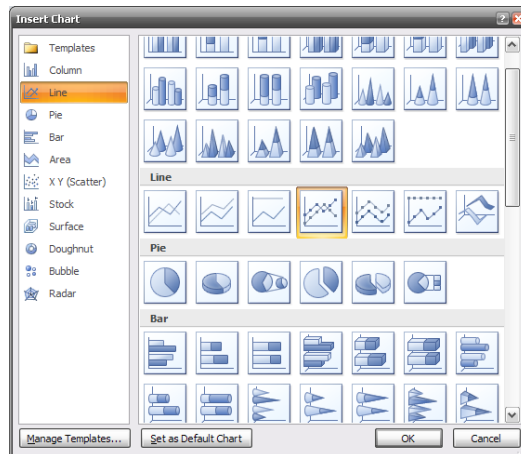 Insert Chart
Templates
Column
Line
Pie
Bar
Area
X Y (Scatter)
Stock
Surface
Doughnut
Bubble
Radar
Line
Pie
Bar
Manage Templates...
Set as Default Chart
OK
Cancel